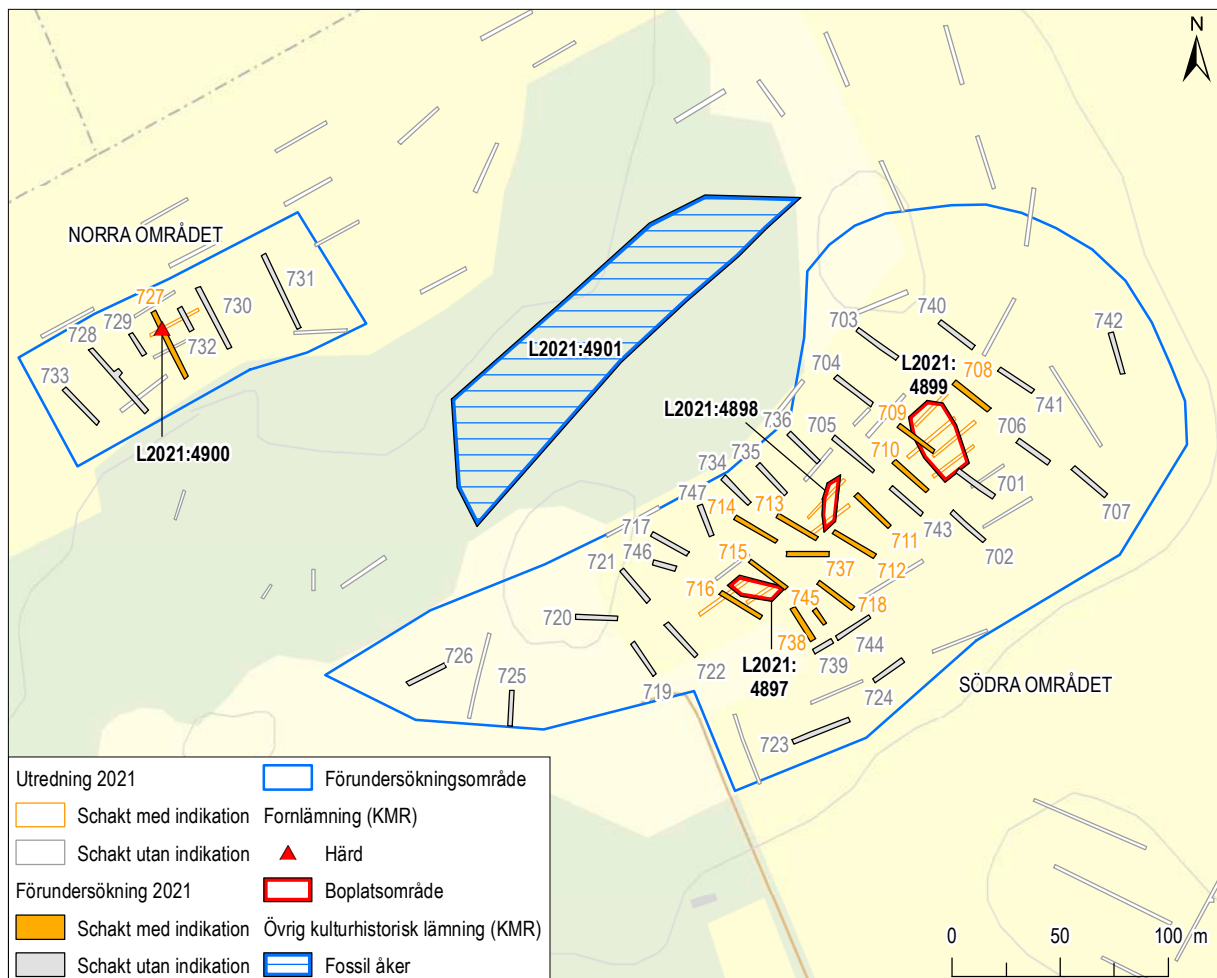 N
NORRA OMRÅDET
727
731
730
729
728
732
733
L2021:4900
L2021:4901
740
742
703
L2021:
4899
708
704
741
L2021:4898
709
736
705
706
710
735
734
701
707
747
713
714
743
711
702
717
746
715
737
712
721
716
745
718
720
738
744
726
722
739
725
719
L2021:
4897
724
SÖDRA OMRÅDET
723
Utredning 2021
Schakt med indikation
Schakt utan indikation
Förundersökning 2021
Schakt med indikation
Schakt utan indikation
Förundersökningsområde
Fornlämning (KMR)
Härd
Boplatsområde
Övrig kulturhistorisk lämning (KMR)
Fossil åker
0 50 100 m